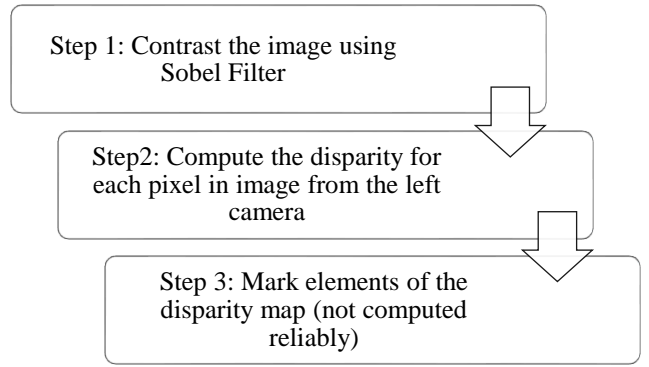 Step 1: Contrast the image using
Sobel Filter
Step2: Compute the disparity for
each pixel in image from the left
camera
Step 3: Mark elements of the
disparity map (not computed
reliably)